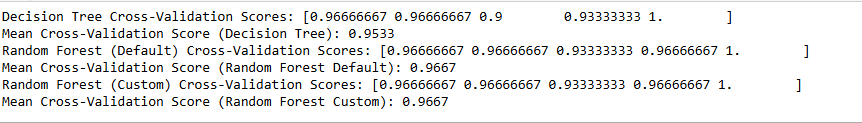 Decision Tree Cross-Validation Scores: [0.96666667 0.96666667 0.9        0.93333333 1.        ]
Mean Cross-Validation Score (Decision Tree): 0.9533
Random Forest (Default) Cross-Validation Scores: [0.96666667 0.96666667 0.93333333 0.96666667 1.        ]
Mean Cross-Validation Score (Random Forest Default): 0.9667
Random Forest (Custom) Cross-Validation Scores: [0.96666667 0.96666667 0.93333333 0.96666667 1.        ]
Mean Cross-Validation Score (Random Forest Custom): 0.9667